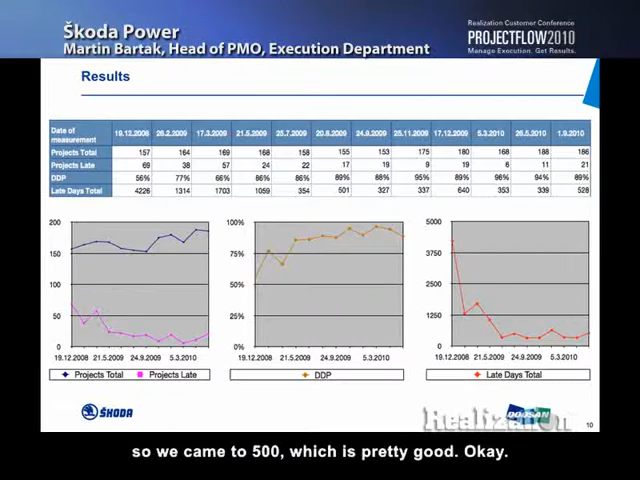 Škoda Power
Martin Bartak, Head of PMO, Execution Department
Realization Customer Conference
PROJECTFLOW2010
Manage Execution. Get Results.
Results
Date of measurement 19.12.2008 26.2.2009 17.3.2009 21.5.2009 25.7.2009 20.8.2009 24.9.2009 25.11.2009 17.12.2009 5.3.2010 26.5.2010 1.9.2010
Projects Total 157 164 169 168 158 155 153 175 180 168 188 186
Projects Late 69 38 57 24 22 17 19 9 19 6 11 21
DDP 56% 77% 66% 86% 86% 89% 88% 95% 89% 96% 94% 89%
Late Days Total 4226 1314 1703 1059 354 501 327 337 640 353 339 528
200
150
100
50
0
19.12.2008 21.5.2009 24.9.2009 5.3.2010
Projects Total Projects Late
100%
75%
50%
25%
0%
19.12.2008 21.5.2009 24.9.2009 5.3.2010
DDP
5000
3750
2500
1250
0
19.12.2008 21.5.2009 24.9.2009 5.3.2010
Late Days Total
ŠKODA
DOOSAN
Realization
10
so we came to 500, which is pretty good. Okay.